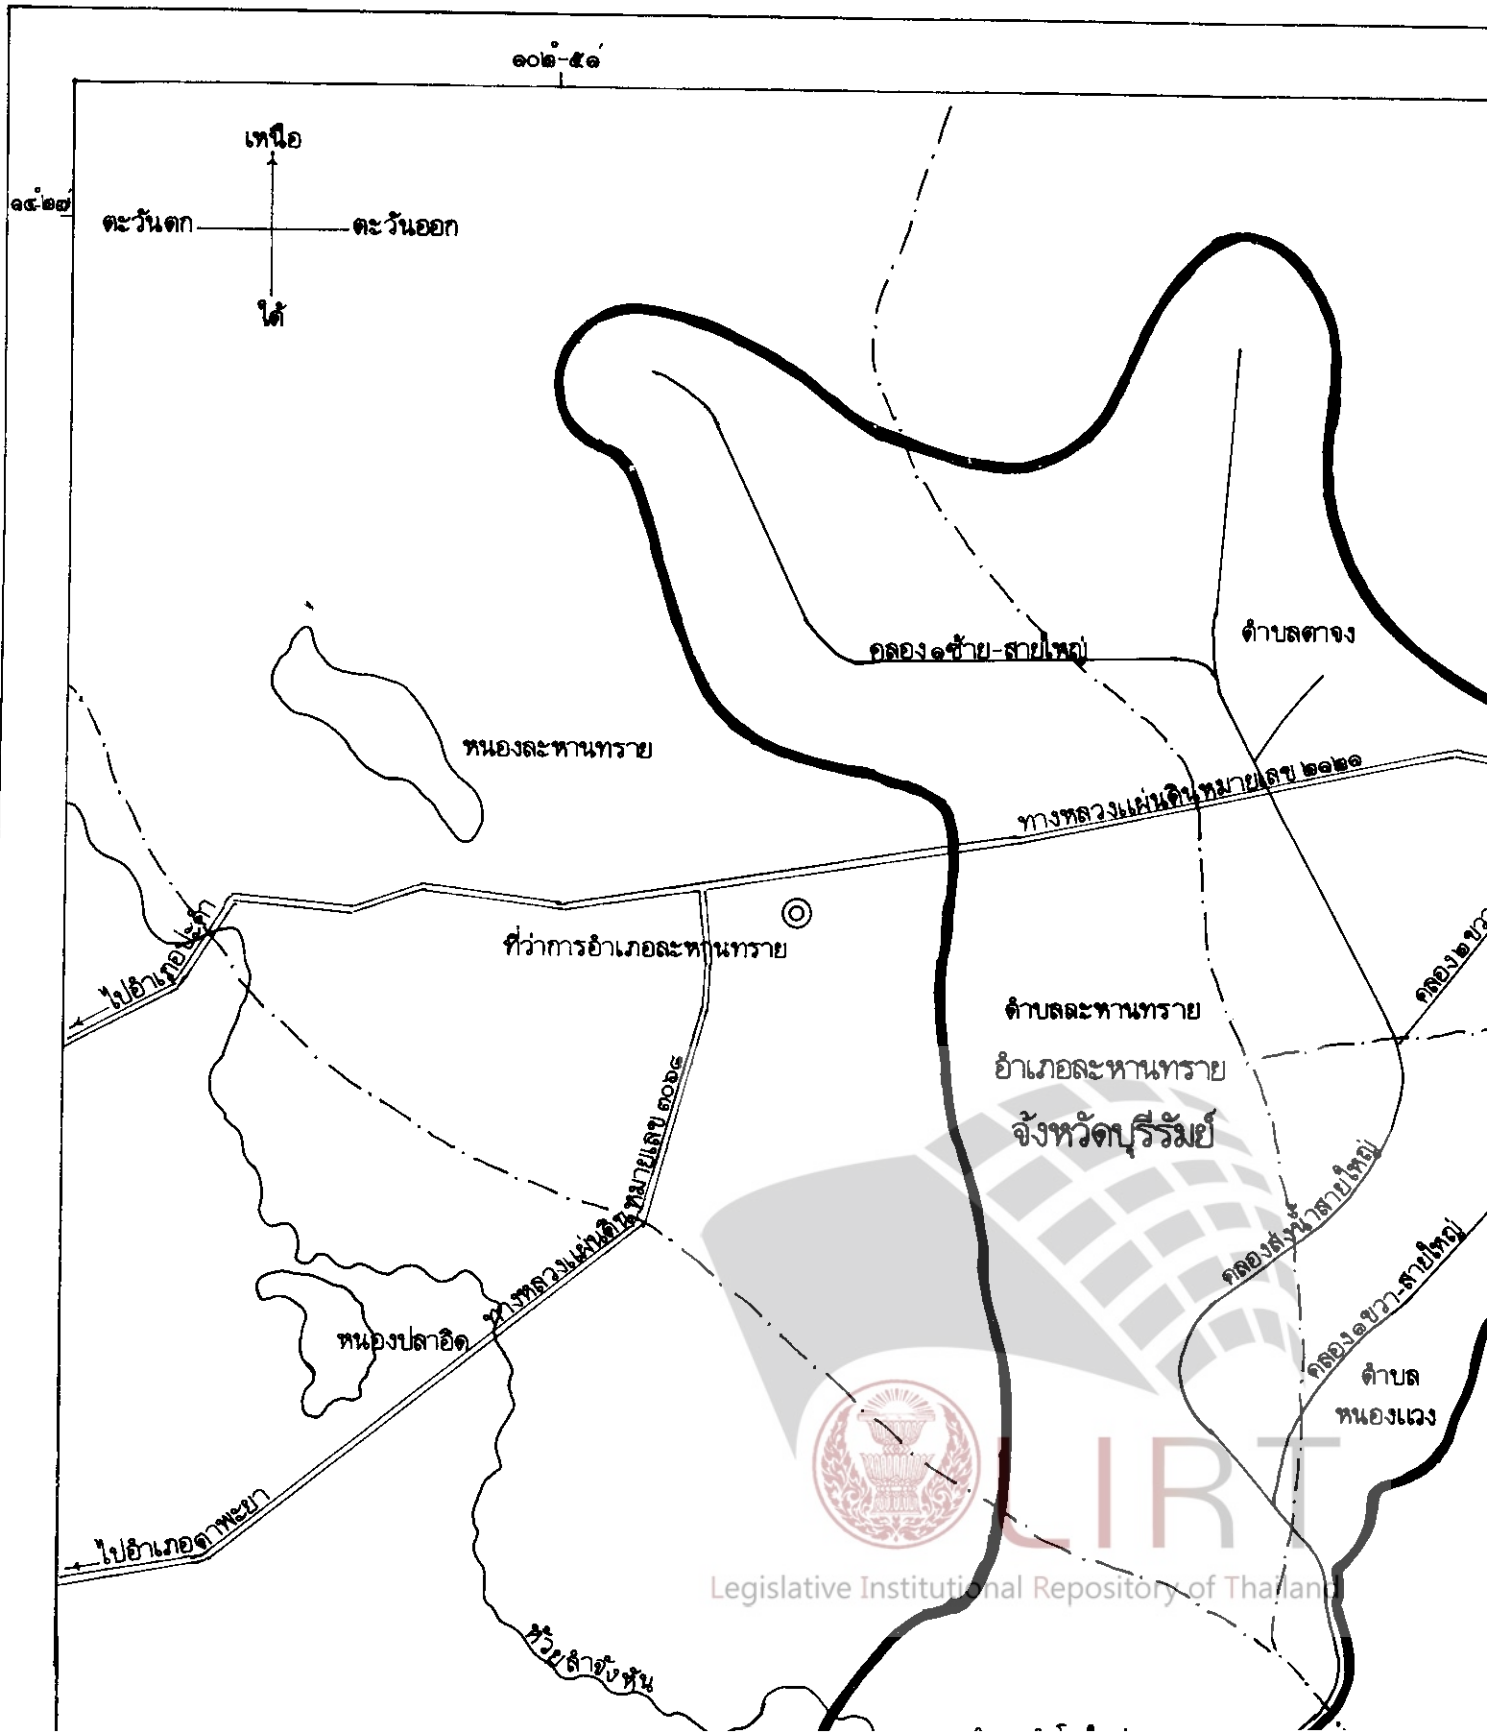 ๑๐๒°-๕๑'
เหนือ
๑๔°๒๗'
ตะวันตก
ตะวันออก
ใต้
คลอง ๑ซ้าย-สายใหญ่
ตำบลตาจง
หนองละหานทราย
ทางหลวงแผ่นดินหมายเลข ๒๑๒๑
ไปอำเภอปะคำ
ที่ว่าการอำเภอละหานทราย
คลอง๒ขวา
ตำบลละหานทราย
อำเภอละหานทราย
จังหวัดบุรีรัมย์
ทางหลวงแผ่นดินหมายเลข ๓๐๖๘
คลองส่งน้ำสายใหญ่
คลอง๑ขวา-สายใหญ่
หนองปลาอีด
ตำบล
หนองแวง
LIRT
ไปอำเภอตาพะยา
Legislative Institutional Repository of Thailand
ห้วยลำจังหัน